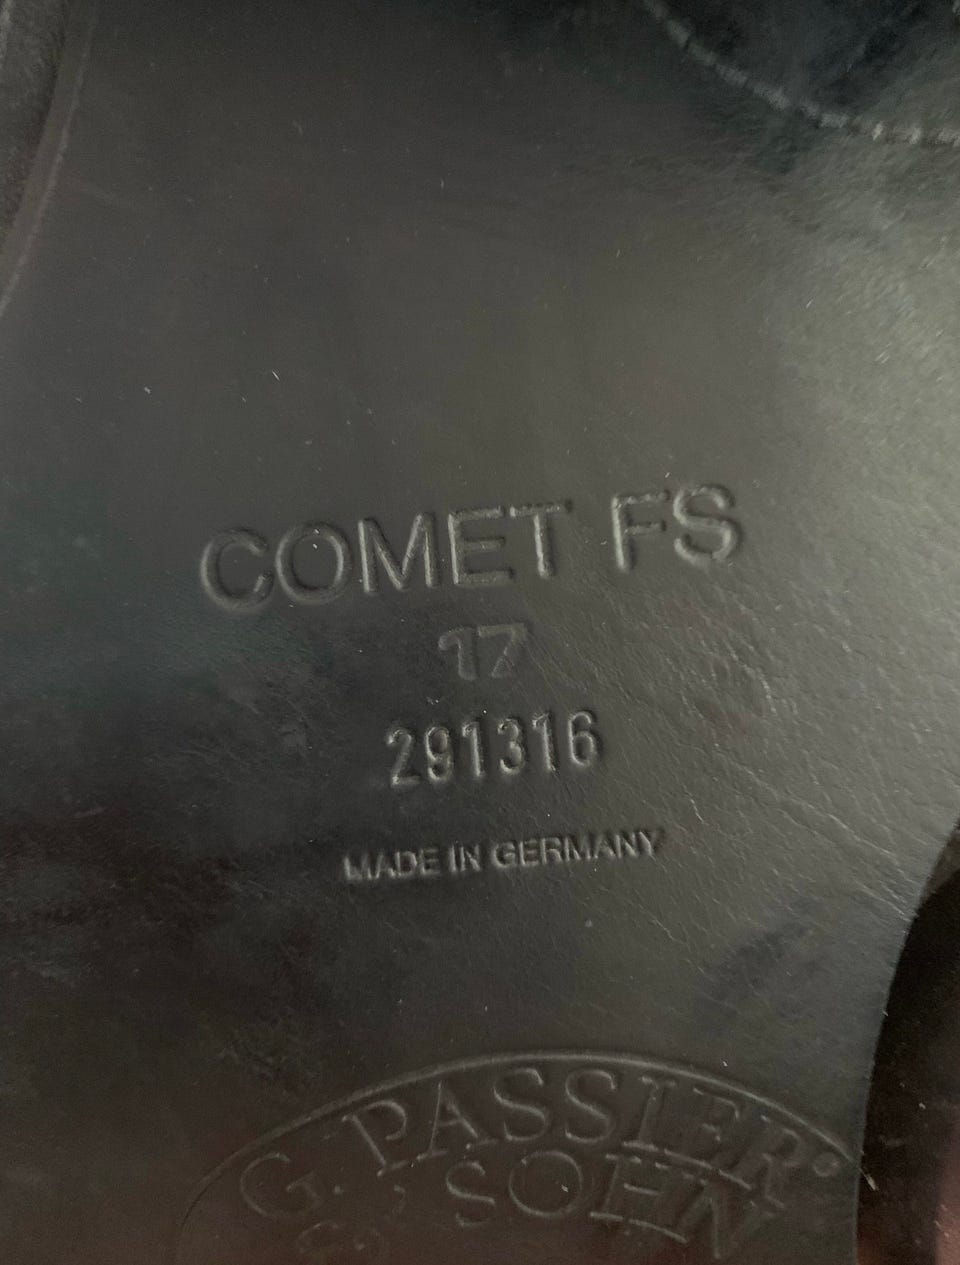 COMET FS
17
291316
MADE IN GERMANY
G. PASSIER
& SOHN